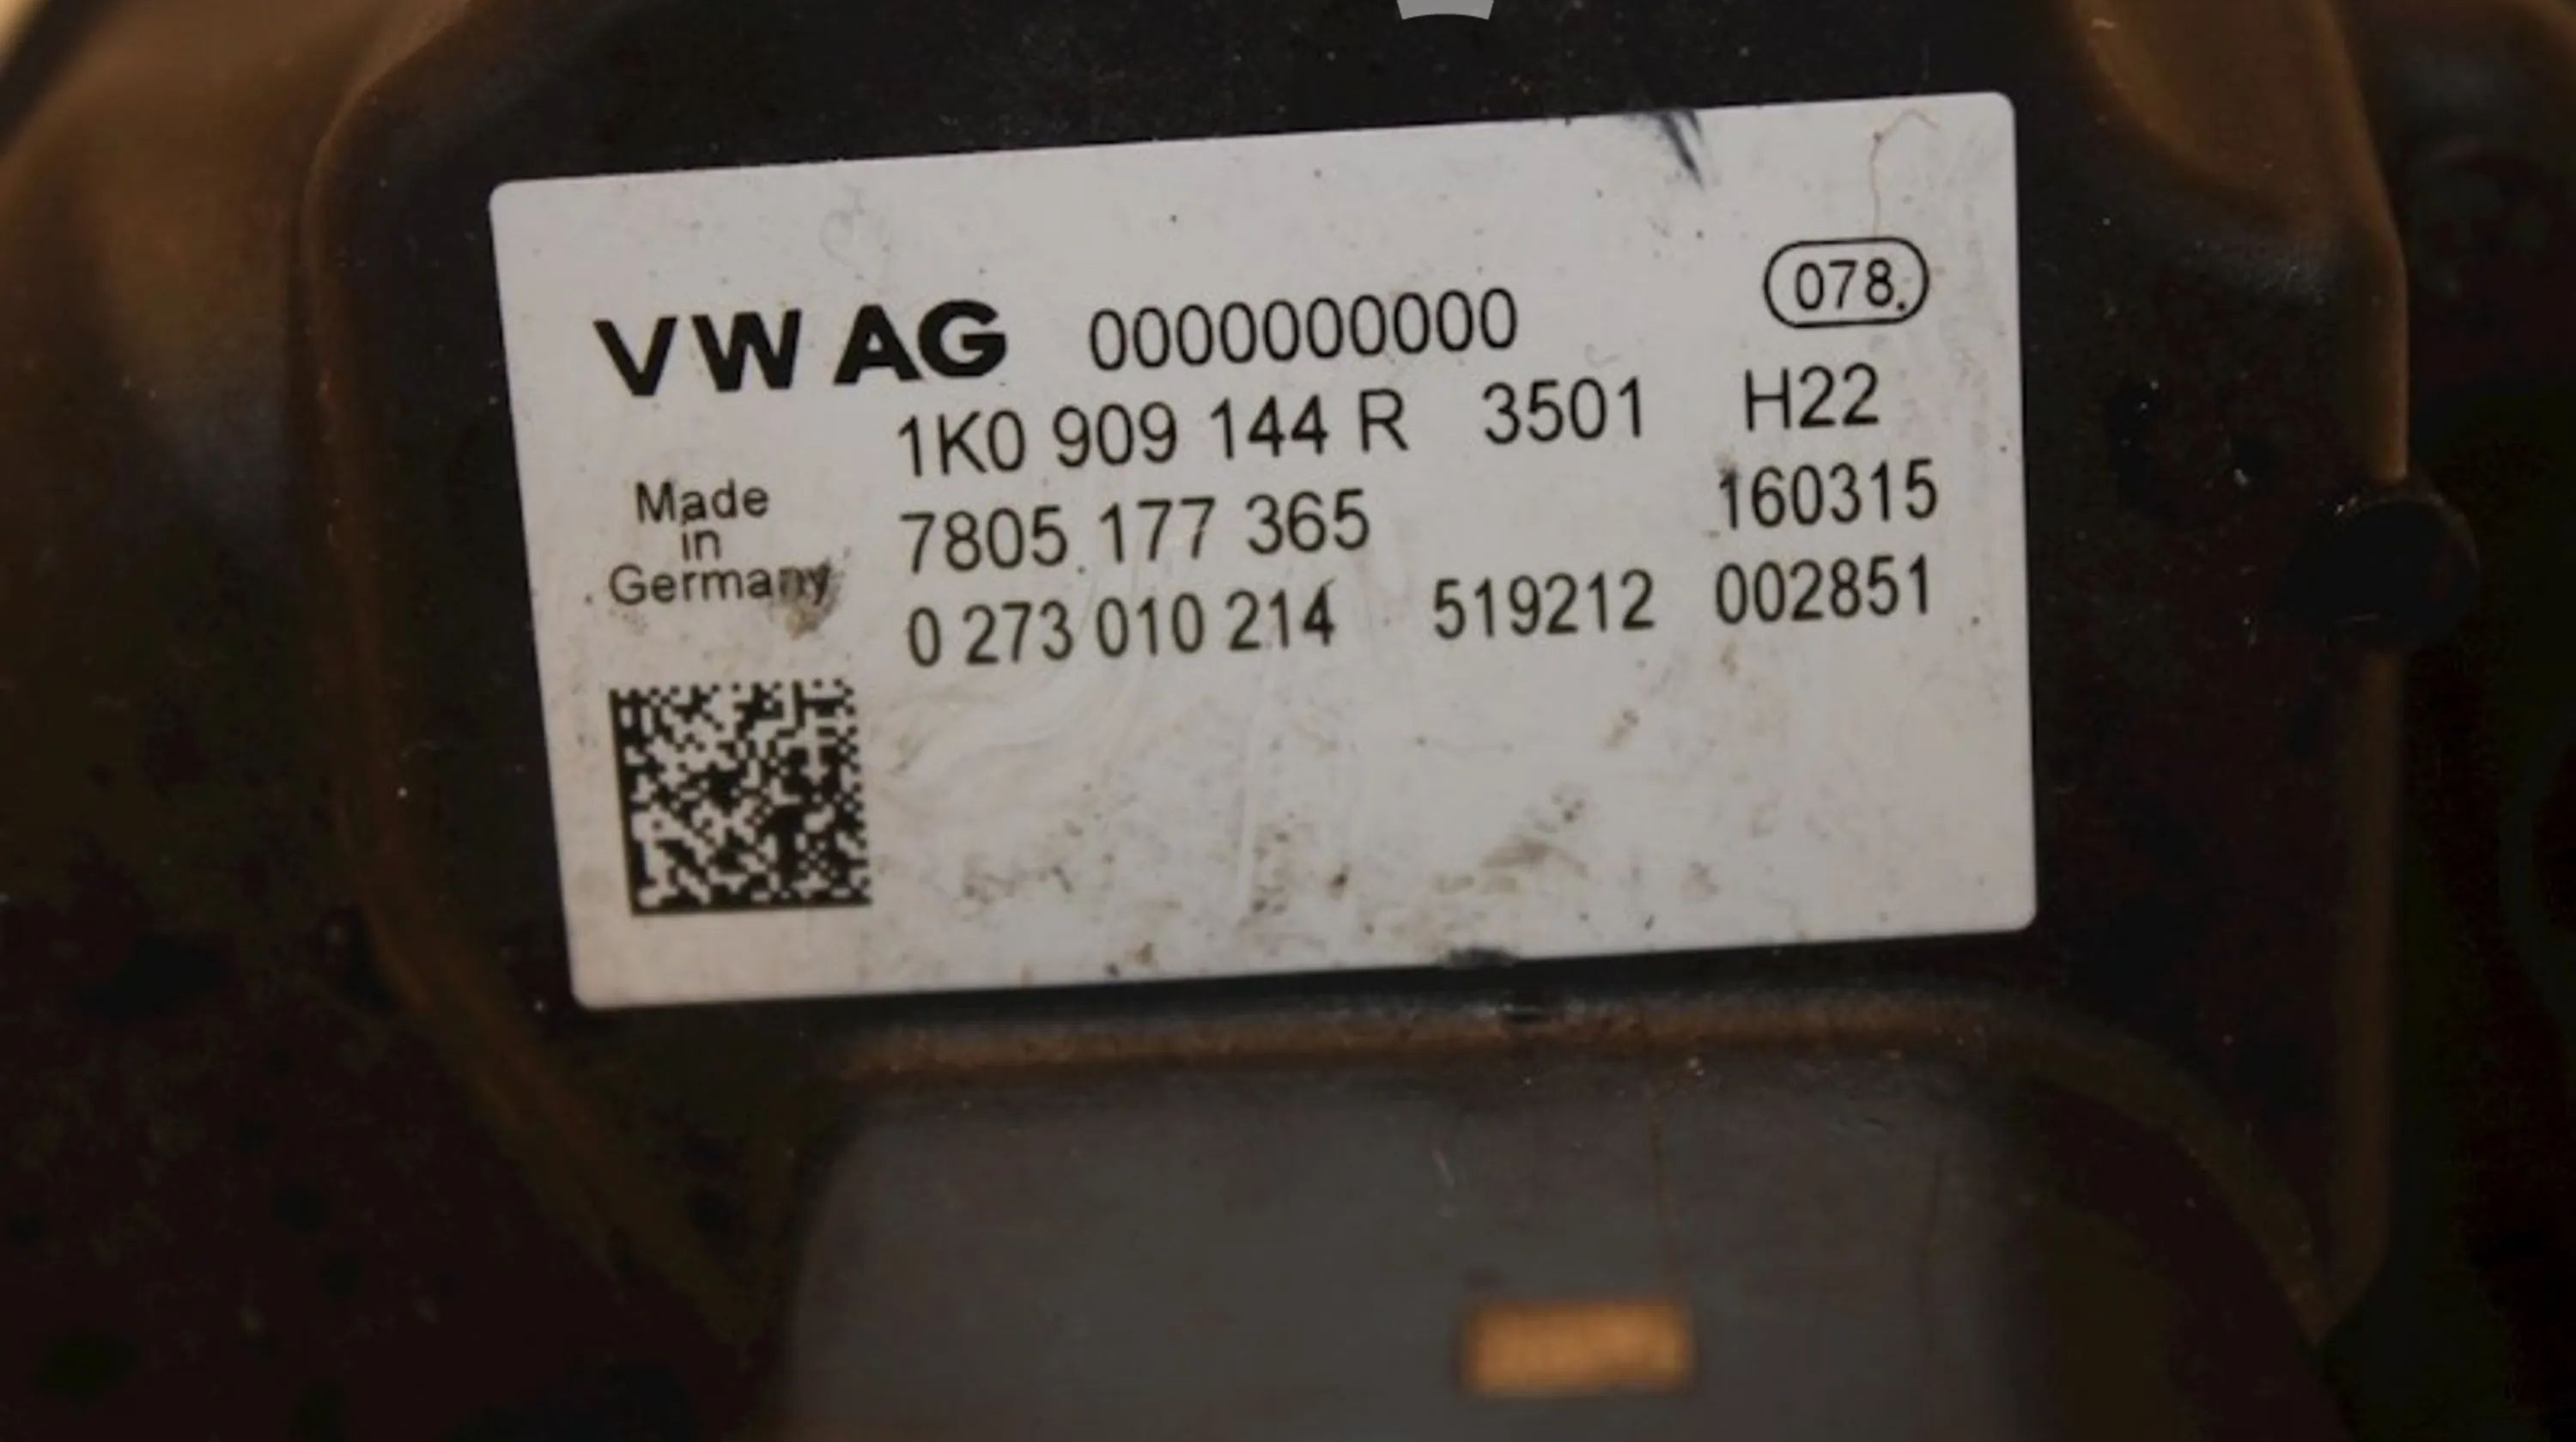 078.
VW AG 0000000000
1K0 909 144 R 3501 H22
Made in Germany
7805 177 365 160315
0 273 010 214 519212 002851